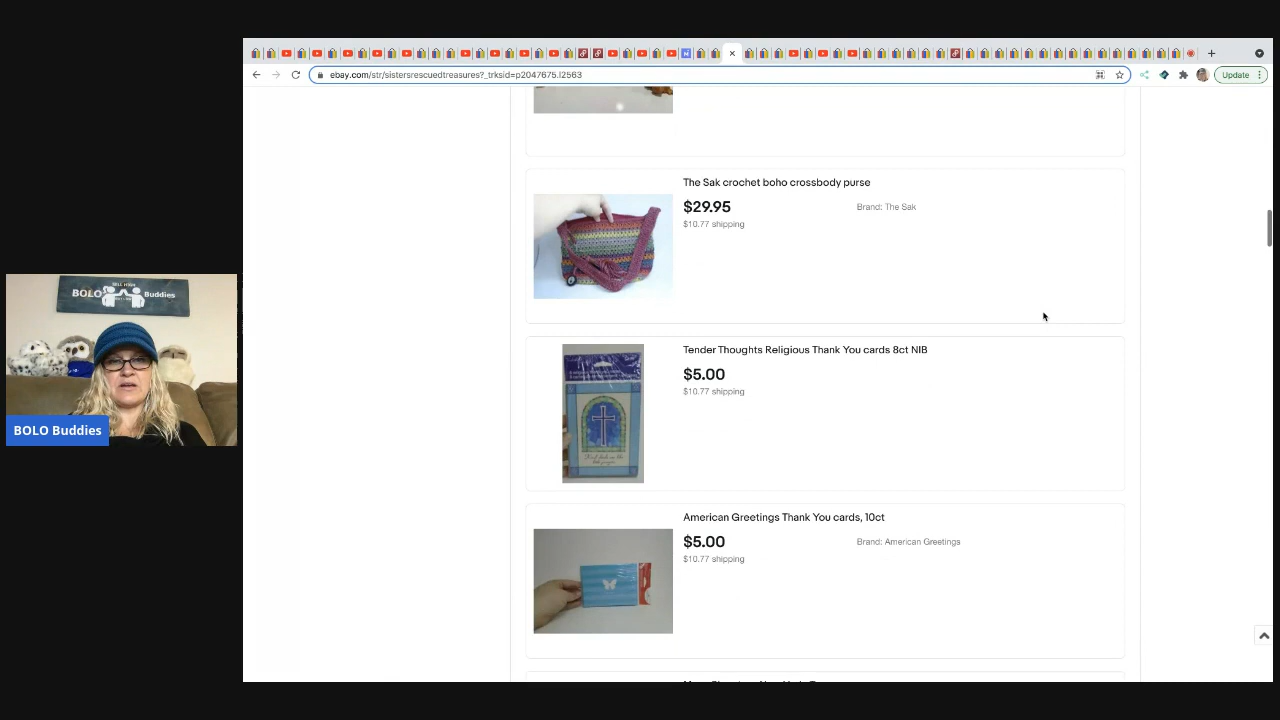 ebay.com/str/sistersrescuedtreasures?_trksid=p2047675.l2563
Update
The Sak crochet boho crossbody purse
$29.95
Brand: The Sak
$10.77 shipping
Tender Thoughts Religious Thank You cards 8ct NIB
$5.00
$10.77 shipping
American Greetings Thank You cards, 10ct
$5.00
Brand: American Greetings
$10.77 shipping
BOLO Buddies
BOLO Buddies